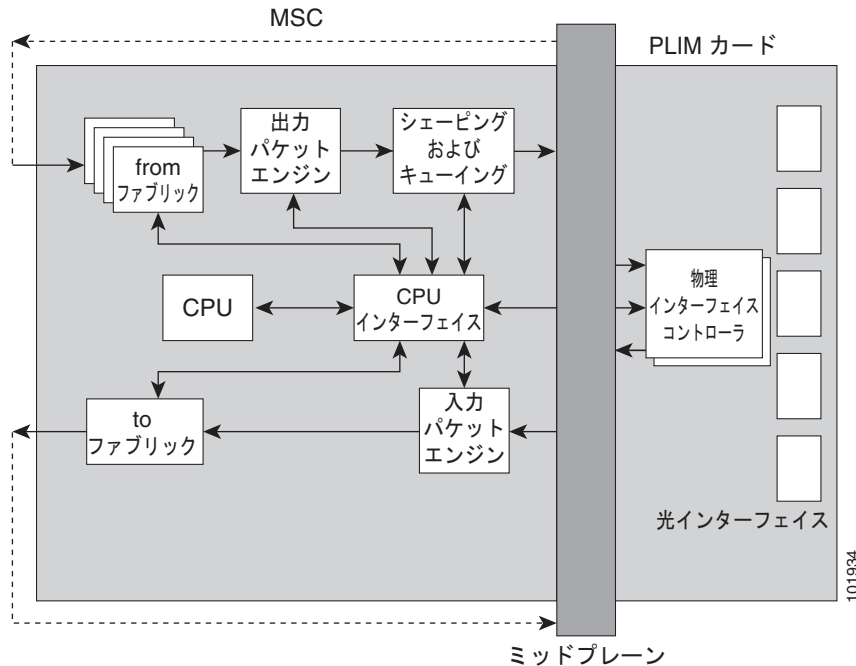 MSC
PLIM カード
from
ファブリック
出力
パケット
エンジン
シェーピング
および
キューイング
CPU
CPU
インターフェイス
物理
インターフェイス
コントローラ
to
ファブリック
入力
パケット
エンジン
光インターフェイス
101934
ミッドプレーン